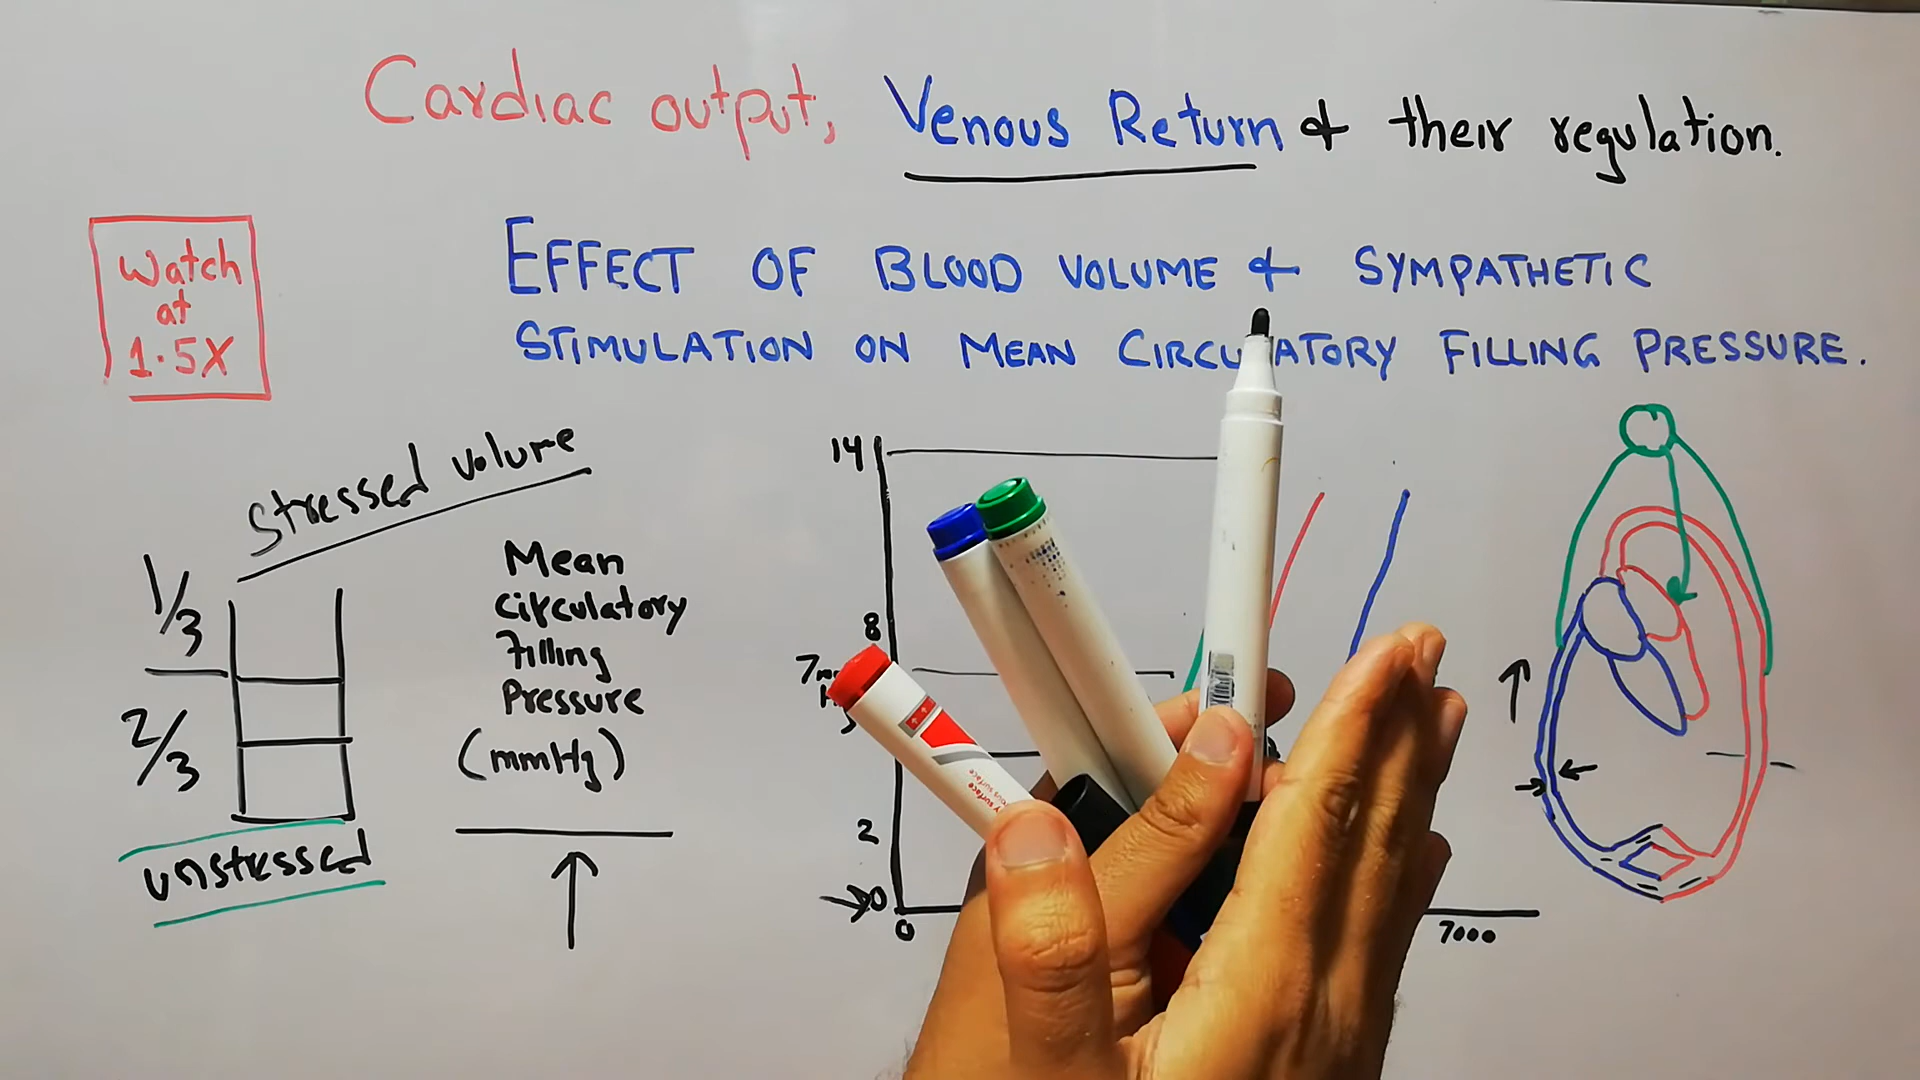 Cardiac output, Venous Return & their regulation.
Watch
at
1.5X
EFFECT OF BLOOD VOLUME & SYMPATHETIC
STIMULATION ON MEAN CIRCULATORY FILLING PRESSURE.
Stressed volume
1/3
2/3
unstressed
Mean
circulatory
Filling
Pressure
(mmHg)
14
8
7
2
0
0
7000